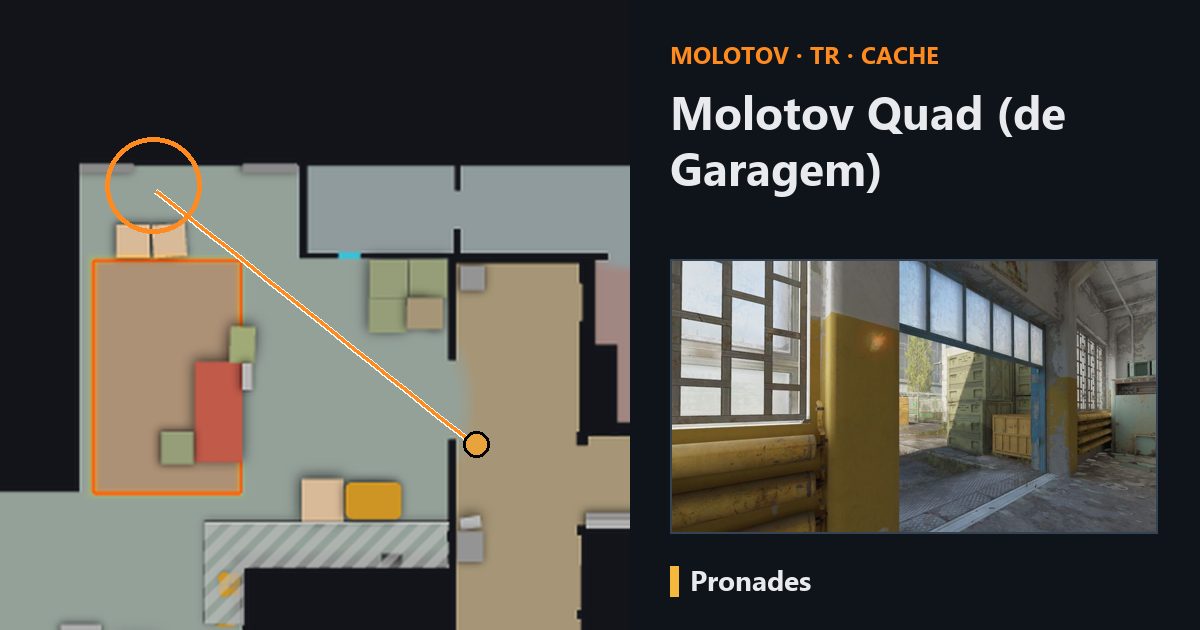 MOLOTOV · TR · CACHE
Molotov Quad (de
Garagem)
Pronades